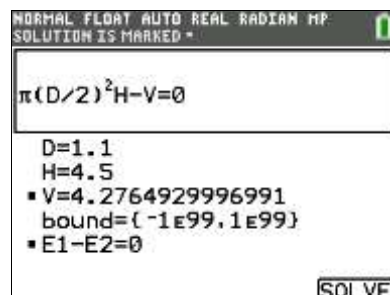 NORMAL FLOAT AUTO REAL RADIAN MP
SOLUTION IS MARKED ▪
π(D/2)²H-V=0
D=1.1
H=4.5
▪V=4.2764929996991
bound={-1ᴇ99,1ᴇ99}
▪E1-E2=0
SOLVE